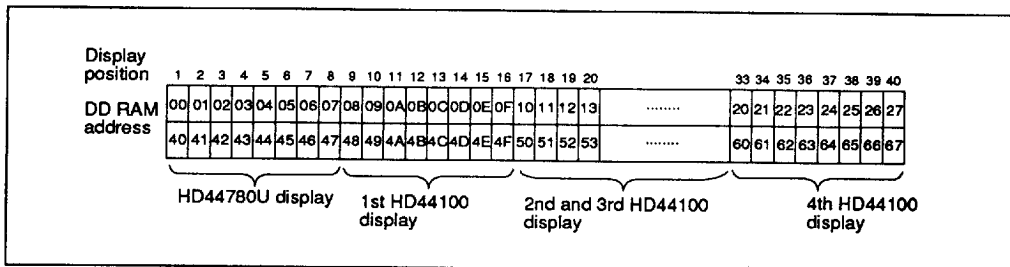 Display
position
1 2 3 4 5 6 7 8 9 10 11 12 13 14 15 16 17 18 19 20 33 34 35 36 37 38 39 40
DD RAM
address
00 01 02 03 04 05 06 07 08 09 0A 0B 0C 0D 0E 0F 10 11 12 13 ........ 20 21 22 23 24 25 26 27
40 41 42 43 44 45 46 47 48 49 4A 4B 4C 4D 4E 4F 50 51 52 53 ........ 60 61 62 63 64 65 66 67
HD44780U display
1st HD44100
display
2nd and 3rd HD44100
display
4th HD44100
display